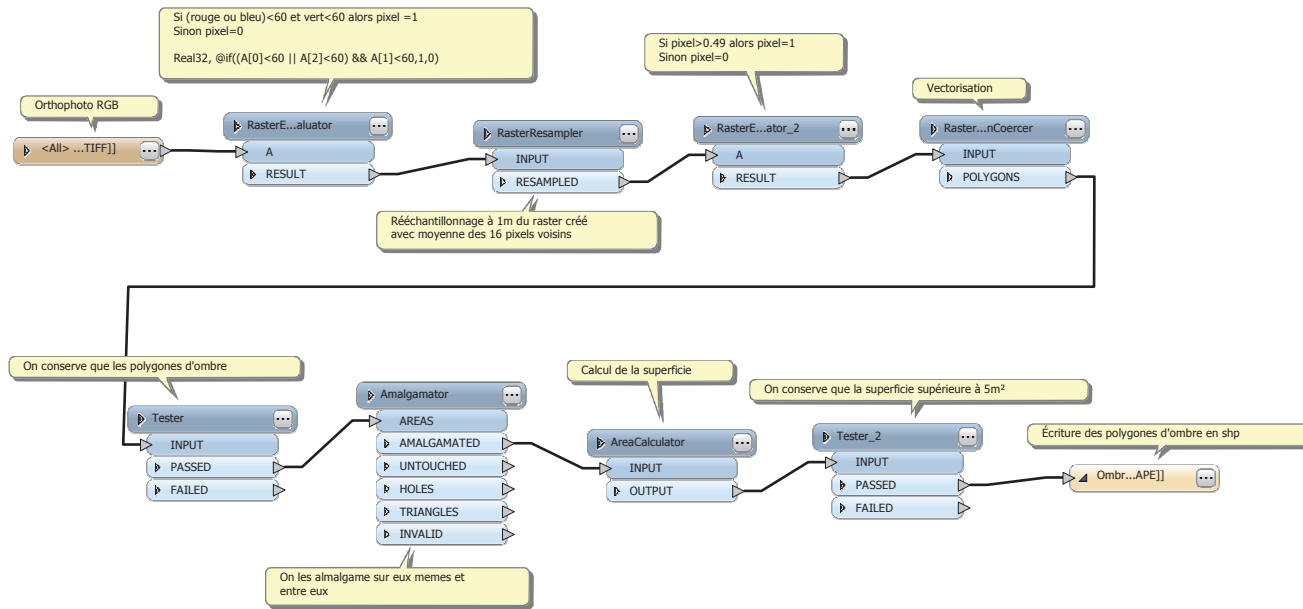 Si (rouge ou bleu)<60 et vert<60 alors pixel =1
Sinon pixel=0
Real32, @if((A[0]<60 || A[2]<60) && A[1]<60,1,0)
Si pixel>0.49 alors pixel=1
Sinon pixel=0
Orthophoto RGB
Vectorisation
<All> ...TIFF]]
RasterE...aluator
A
RESULT
RasterResampler
INPUT
RESAMPLED
RasterE...ator_2
A
RESULT
Raster...nCoercer
INPUT
POLYGONS
Rééchantillonnage à 1m du raster créé
avec moyenne des 16 pixels voisins
On conserve que les polygones d'ombre
Calcul de la superficie
On conserve que la superficie supérieure à 5m²
Écriture des polygones d'ombre en shp
Tester
INPUT
PASSED
FAILED
Amalgamator
AREAS
AMALGAMATED
UNTOUCHED
HOLES
TRIANGLES
INVALID
AreaCalculator
INPUT
OUTPUT
Tester_2
INPUT
PASSED
FAILED
Ombr...APE]]
On les almalgame sur eux memes et
entre eux